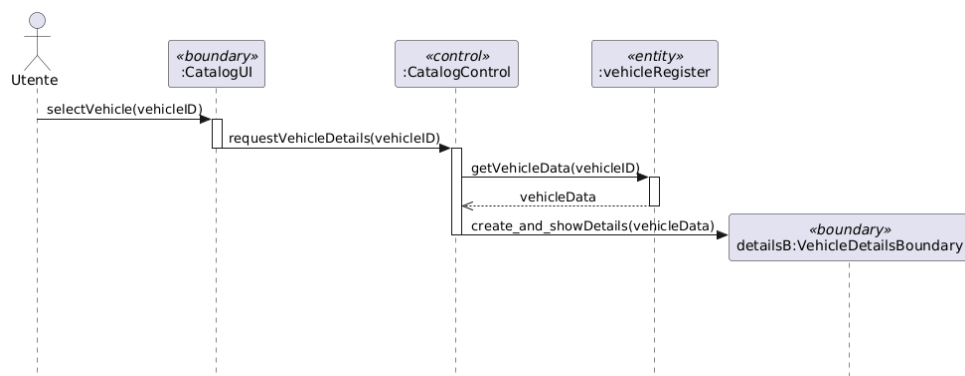 Utente
«boundary»
:CatalogUI
«control»
:CatalogControl
«entity»
:vehicleRegister
selectVehicle(vehicleID)
requestVehicleDetails(vehicleID)
getVehicleData(vehicleID)
vehicleData
create_and_showDetails(vehicleData)
«boundary»
detailsB:VehicleDetailsBoundary